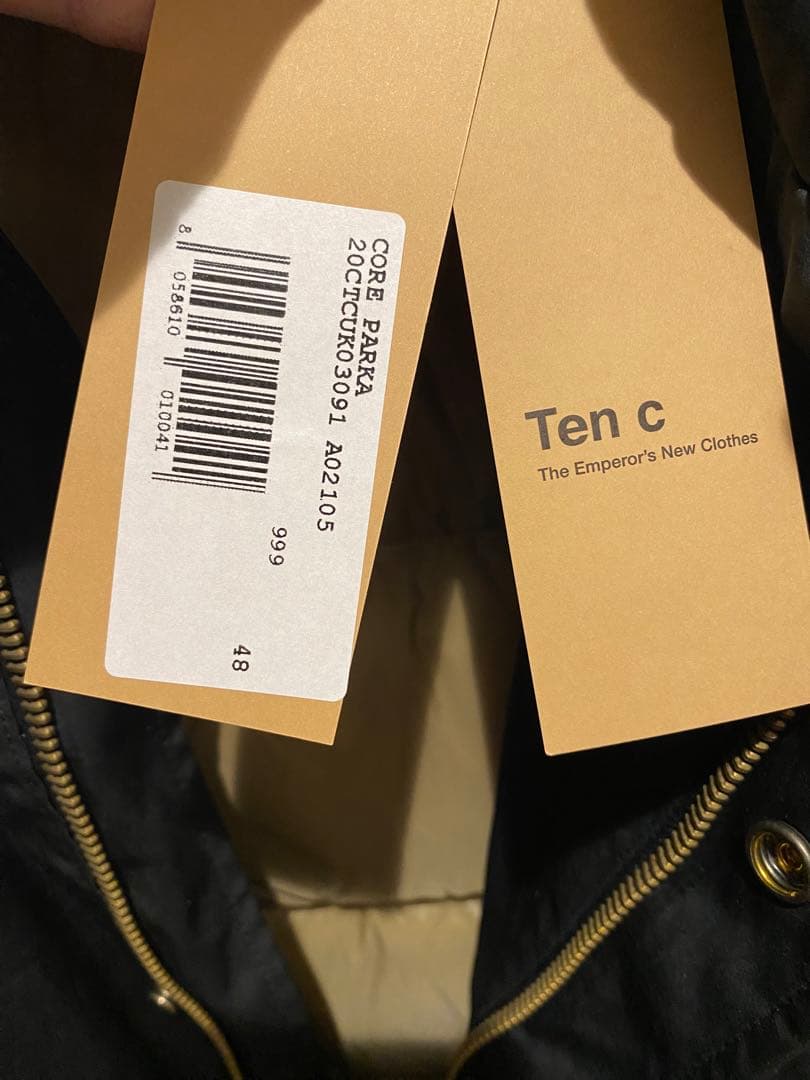 CORE PARKA
20CTCUK03091 A02105
999
48
8 058610 010041
Ten c
The Emperor's New Clothes